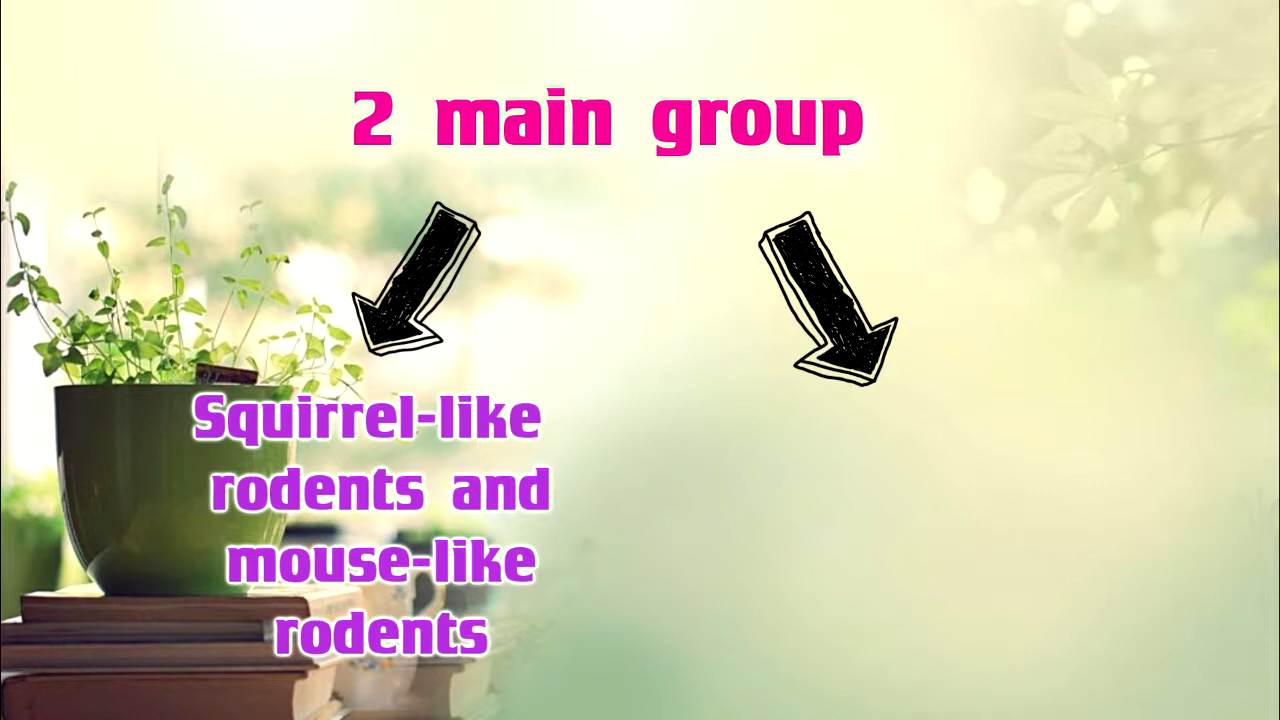 2 main group
Squirrel-like
rodents and
mouse-like
rodents